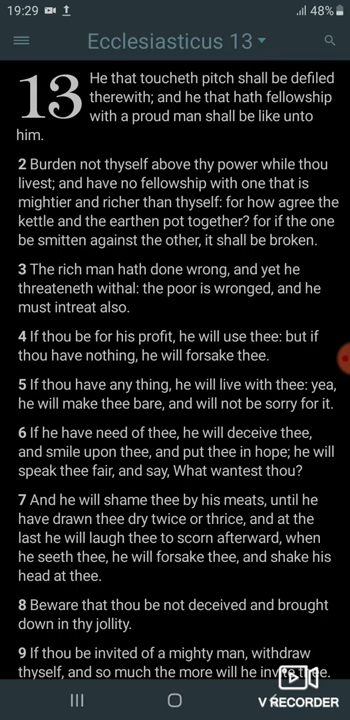 19:29 48%
Ecclesiasticus 13
13 He that toucheth pitch shall be defiled
therewith; and he that hath fellowship
with a proud man shall be like unto
him.
2 Burden not thyself above thy power while thou
livest; and have no fellowship with one that is
mightier and richer than thyself: for how agree the
kettle and the earthen pot together? for if the one
be smitten against the other, it shall be broken.
3 The rich man hath done wrong, and yet he
threateneth withal: the poor is wronged, and he
must intreat also.
4 If thou be for his profit, he will use thee: but if
thou have nothing, he will forsake thee.
5 If thou have any thing, he will live with thee: yea,
he will make thee bare, and will not be sorry for it.
6 If he have need of thee, he will deceive thee,
and smile upon thee, and put thee in hope; he will
speak thee fair, and say, What wantest thou?
7 And he will shame thee by his meats, until he
have drawn thee dry twice or thrice, and at the
last he will laugh thee to scorn afterward, when
he seeth thee, he will forsake thee, and shake his
head at thee.
8 Beware that thou be not deceived and brought
down in thy jollity.
9 If thou be invited of a mighty man, withdraw
thyself, and so much the more will he invite thee.
V RECORDER